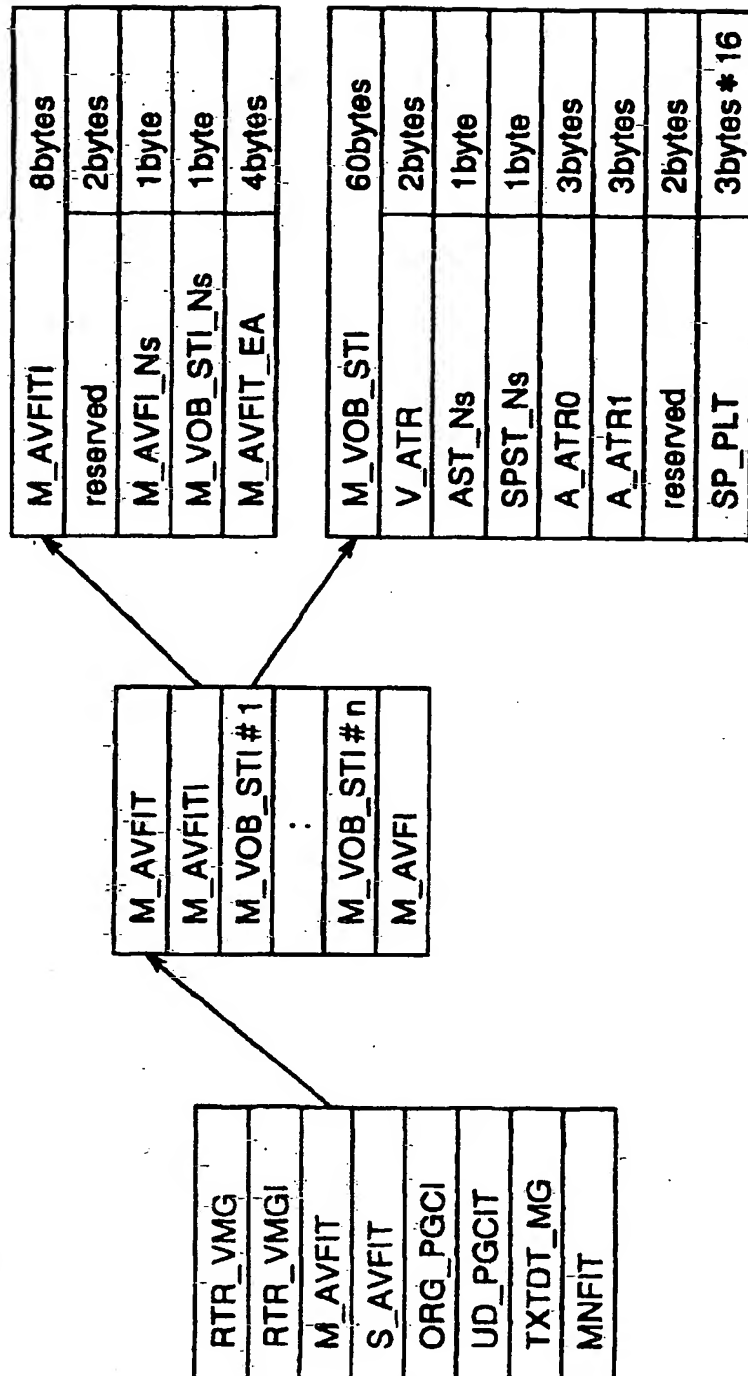 RTR_VMG
RTR_VMGI
M_AVFIT
S_AVFIT
ORG_PGCI
UD_PGCIT
TXTDT_MG
MNFIT
M_AVFIT
M_AVFITI
M_VOB_STI#1
:
M_VOB_STI#n
M_AVFI
M_AVFITI 8bytes
reserved 2bytes
M_AVFI_Ns 1byte
M_VOB_STI_Ns 1byte
M_AVFIT_EA 4bytes
M_VOB_STI 60bytes
V_ATR 2bytes
AST_Ns 1byte
SPST_Ns 1byte
A_ATR0 3bytes
A_ATR1 3bytes
reserved 2bytes
SP_PLT 3bytes*16